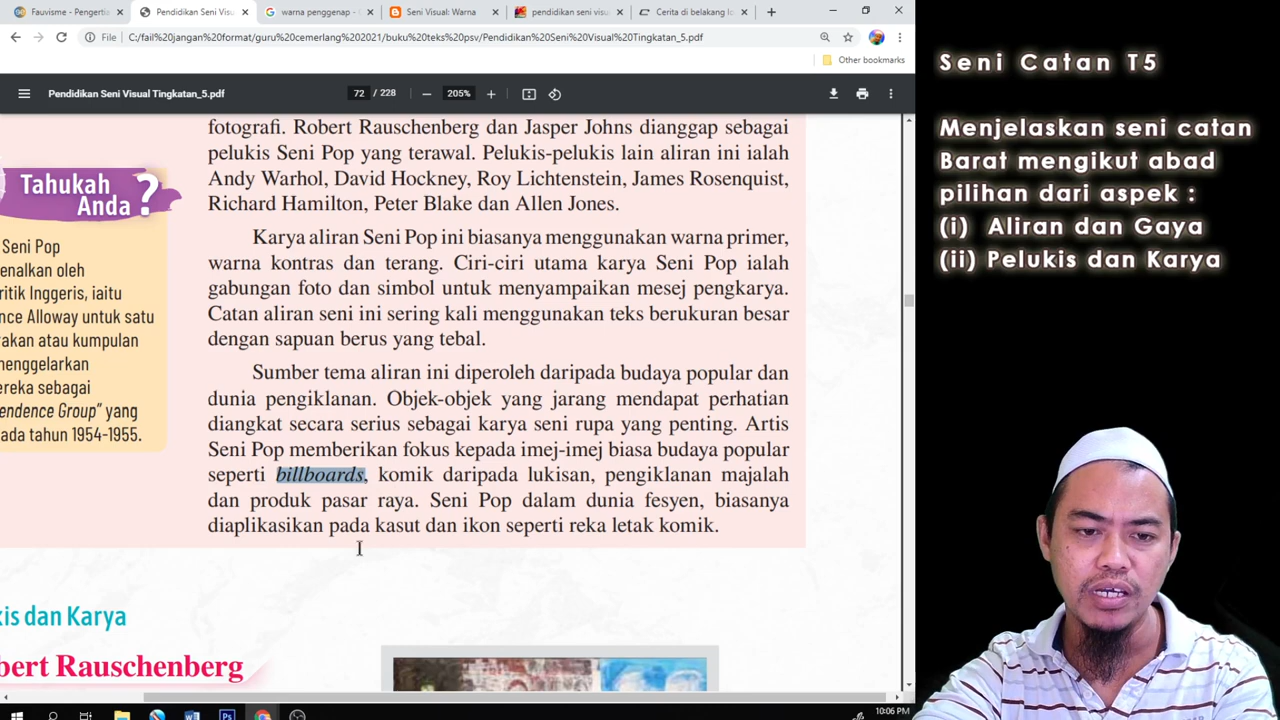 Fauvisme - Pengerti
Pendidikan Seni Visu
warna penggenap -
Seni Visual: Warna
pendidikan seni visu
Cerita di belakang lo
File
C:/fail%20jangan%20format/guru%20cemerlang%202021/buku%20teks%20psv/Pendidikan%20Seni%20Visual%20Tingkatan_5.pdf
Other bookmarks
Pendidikan Seni Visual Tingkatan_5.pdf
72 / 228
205%
Tahukah
Anda ?
Seni Pop
enalkan oleh
ritik Inggeris, iaitu
nce Alloway untuk satu
rakan atau kumpulan
menggelarkan
ereka sebagai
endence Group” yang
ada tahun 1954-1955.
fotografi. Robert Rauschenberg dan Jasper Johns dianggap sebagai
pelukis Seni Pop yang terawal. Pelukis-pelukis lain aliran ini ialah
Andy Warhol, David Hockney, Roy Lichtenstein, James Rosenquist,
Richard Hamilton, Peter Blake dan Allen Jones.
Karya aliran Seni Pop ini biasanya menggunakan warna primer,
warna kontras dan terang. Ciri-ciri utama karya Seni Pop ialah
gabungan foto dan simbol untuk menyampaikan mesej pengkarya.
Catan aliran seni ini sering kali menggunakan teks berukuran besar
dengan sapuan berus yang tebal.
Sumber tema aliran ini diperoleh daripada budaya popular dan
dunia pengiklanan. Objek-objek yang jarang mendapat perhatian
diangkat secara serius sebagai karya seni rupa yang penting. Artis
Seni Pop memberikan fokus kepada imej-imej biasa budaya popular
seperti billboards, komik daripada lukisan, pengiklanan majalah
dan produk pasar raya. Seni Pop dalam dunia fesyen, biasanya
diaplikasikan pada kasut dan ikon seperti reka letak komik.
kis dan Karya
bert Rauschenberg
10:06 PM
Seni Catan T5
Menjelaskan seni catan
Barat mengikut abad
pilihan dari aspek :
(i) Aliran dan Gaya
(ii) Pelukis dan Karya